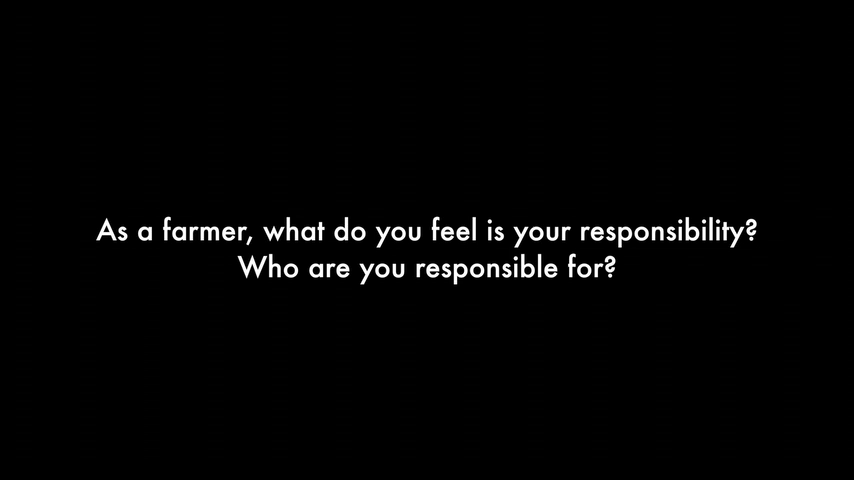 As a farmer, what do you feel is your responsibility?
Who are you responsible for?